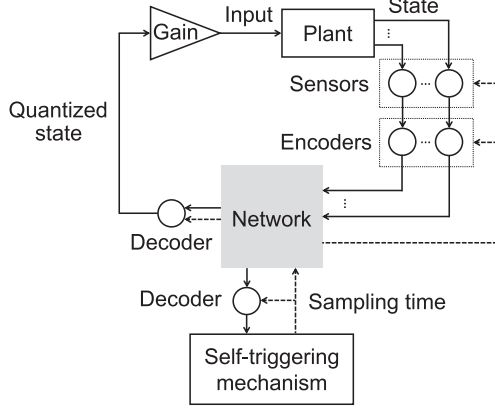 State
Input
Gain
Plant
Sensors
Quantized
state
Encoders
Network
Decoder
Decoder
Sampling time
Self-triggering
mechanism